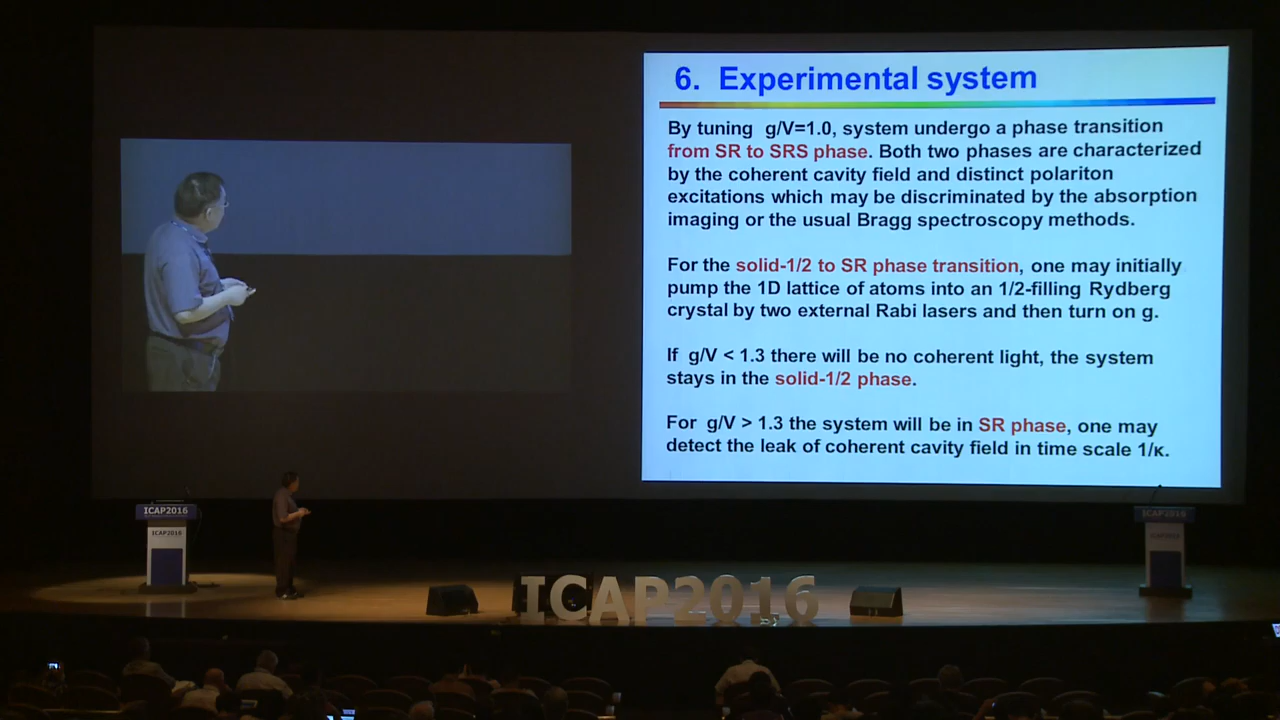 6. Experimental system
By tuning g/V=1.0, system undergo a phase transition
from SR to SRS phase. Both two phases are characterized
by the coherent cavity field and distinct polariton
excitations which may be discriminated by the absorption
imaging or the usual Bragg spectroscopy methods.
For the solid-1/2 to SR phase transition, one may initially
pump the 1D lattice of atoms into an 1/2-filling Rydberg
crystal by two external Rabi lasers and then turn on g.
If g/V < 1.3 there will be no coherent light, the system
stays in the solid-1/2 phase.
For g/V > 1.3 the system will be in SR phase, one may
detect the leak of coherent cavity field in time scale 1/κ.
ICAP2016
ICAP2016
ICAP2016
ICAP2016
ICAP2016